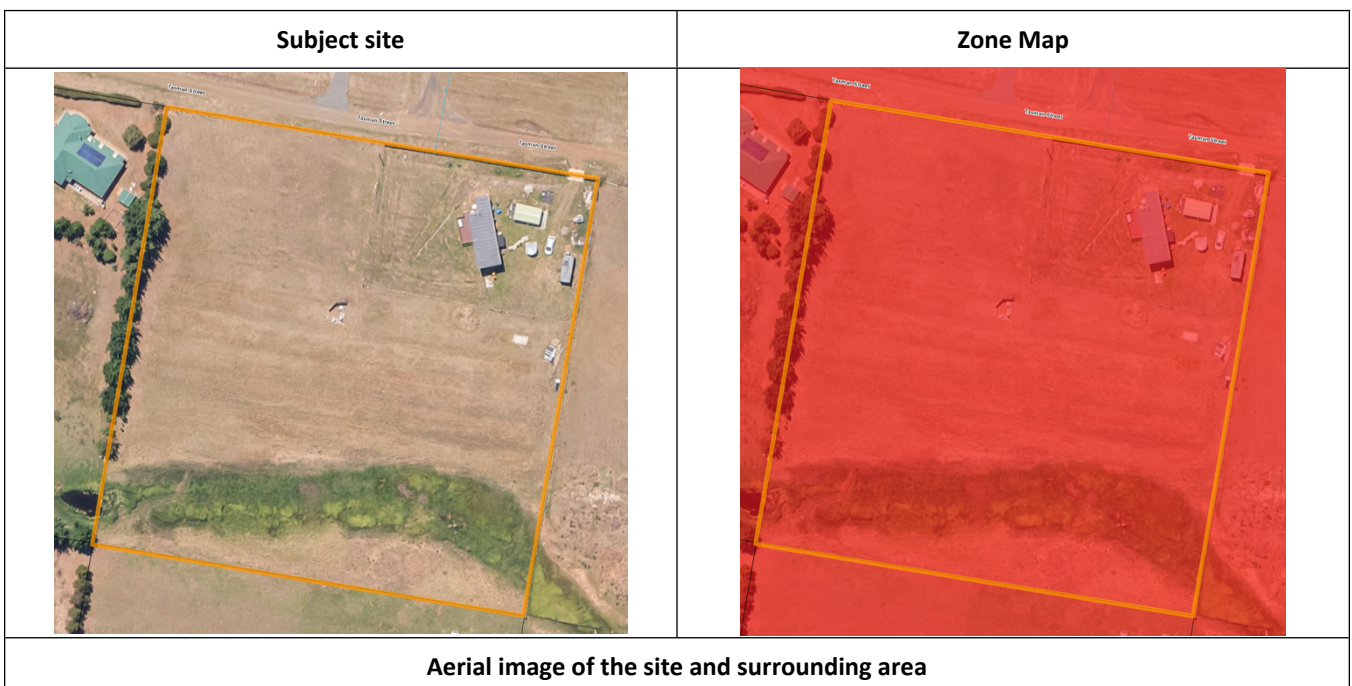 Subject site
Zone Map
Tasman Street
Tasman Street
Tasman Street
Tasman Street
Tasman Street
Tasman Street
Aerial image of the site and surrounding area